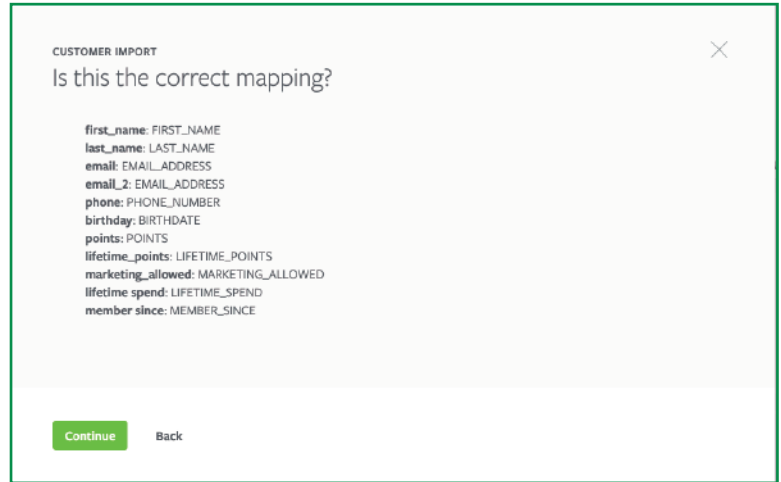 CUSTOMER IMPORT
Is this the correct mapping?
first_name: FIRST_NAME
last_name: LAST_NAME
email: EMAIL_ADDRESS
email_2: EMAIL_ADDRESS
phone: PHONE_NUMBER
birthday: BIRTHDATE
points: POINTS
lifetime_points: LIFETIME_POINTS
marketing_allowed: MARKETING_ALLOWED
lifetime spend: LIFETIME_SPEND
member since: MEMBER_SINCE
Continue Back